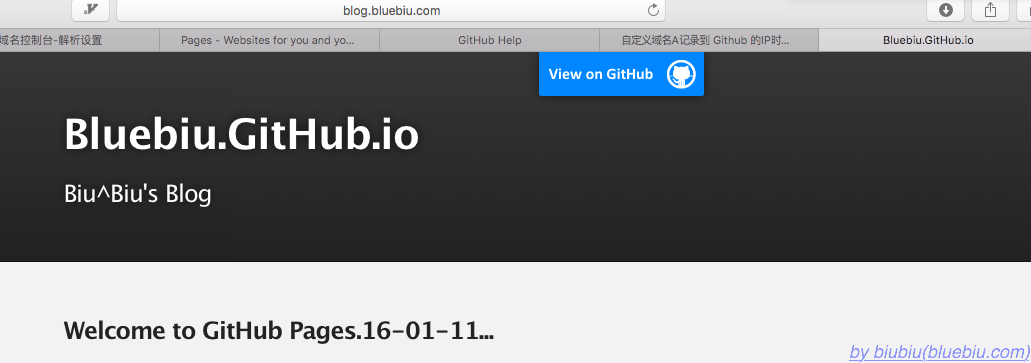 blog.bluebiu.com
域名控制台-解析设置
Pages - Websites for you and yo...
GitHub Help
自定义域名A记录到 Github 的IP时...
Bluebiu.GitHub.io
View on GitHub
Bluebiu.GitHub.io
Biu^Biu's Blog
Welcome to GitHub Pages.16-01-11...
by biubiu(bluebiu.com)